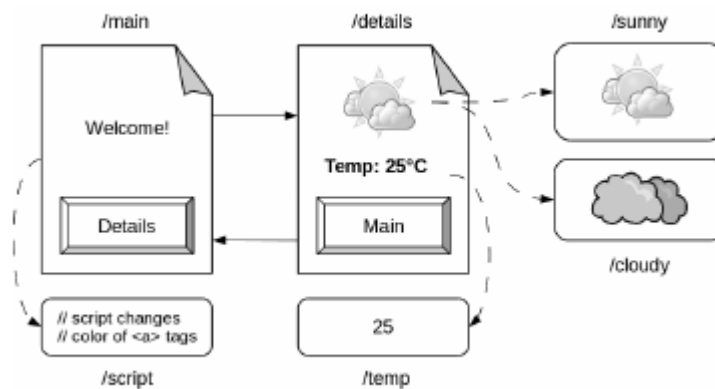 /main
/details
/sunny
Welcome!
Temp: 25°C
Details
Main
/cloudy
// script changes
// color of <a> tags
25
/script
/temp